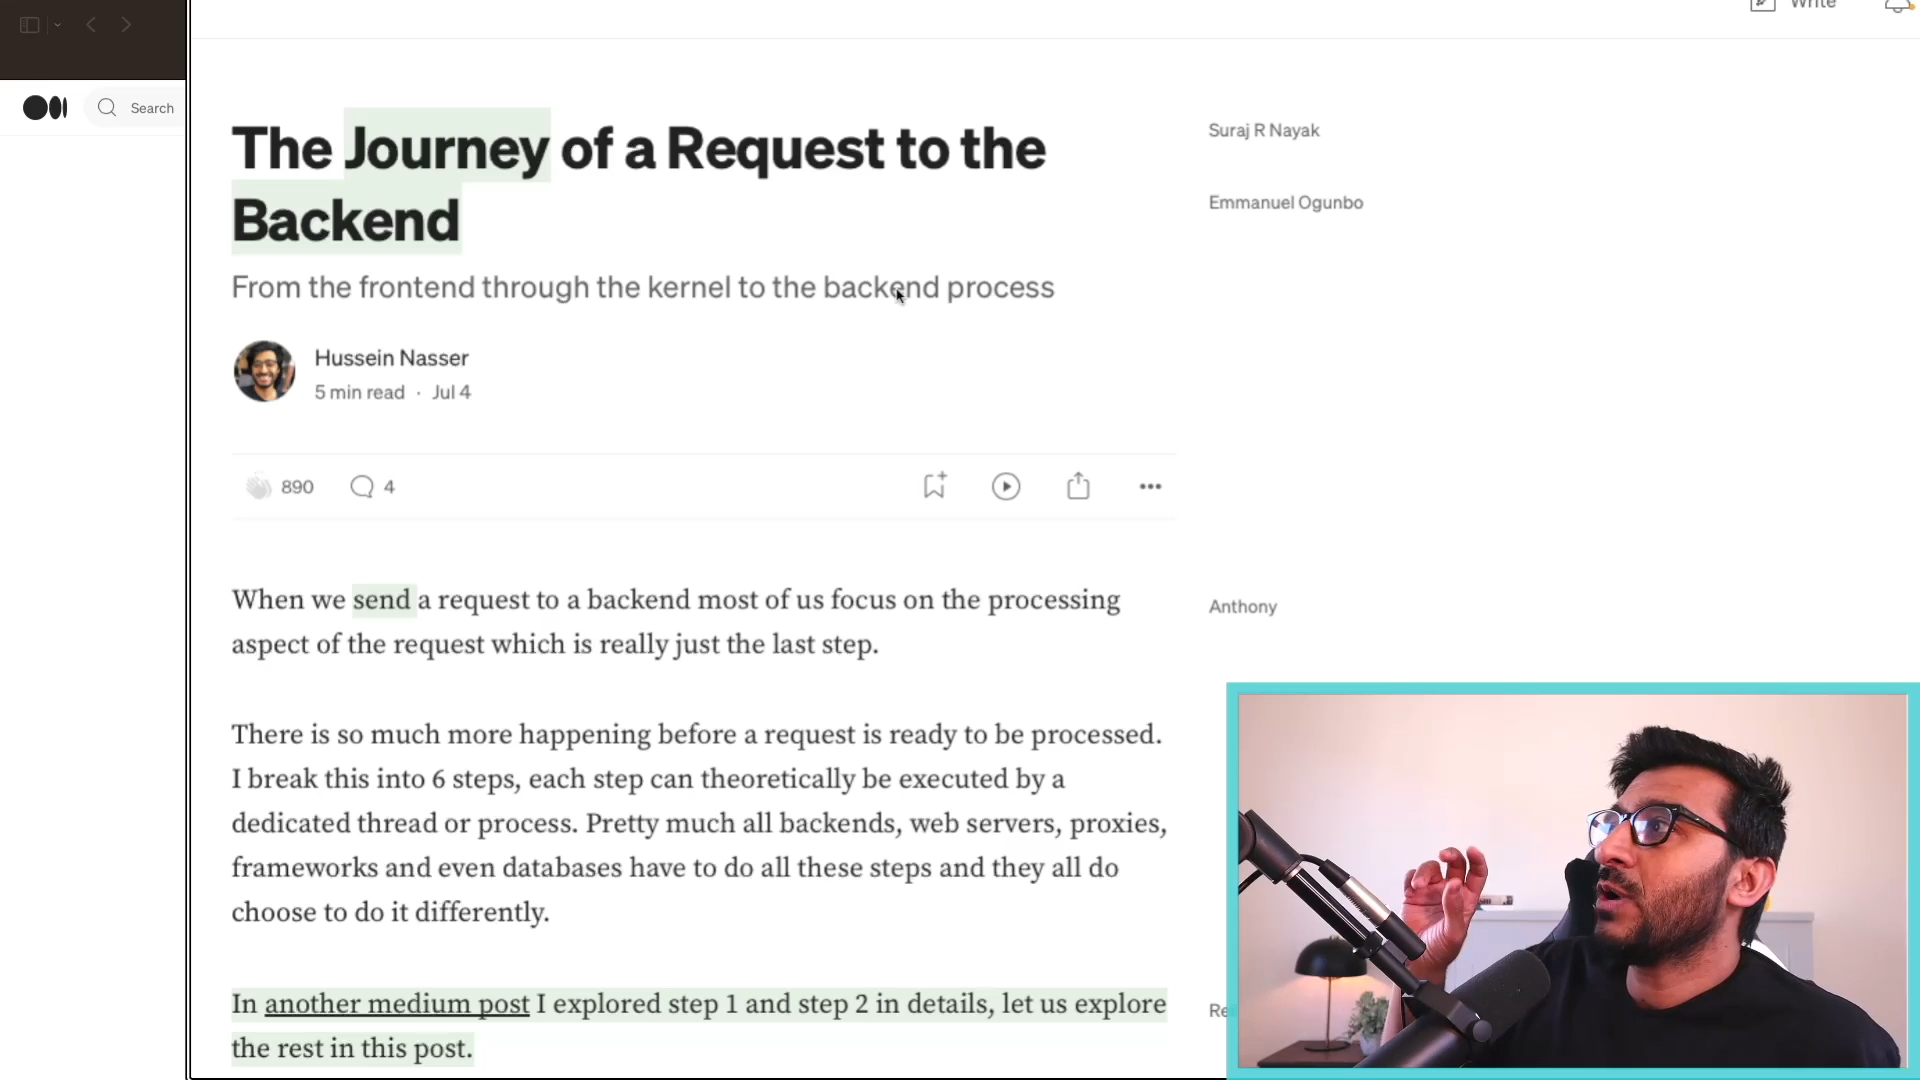 Write
Search
The Journey of a Request to the
Backend
From the frontend through the kernel to the backend process
Hussein Nasser
5 min read · Jul 4
890
4
When we send a request to a backend most of us focus on the processing
aspect of the request which is really just the last step.
There is so much more happening before a request is ready to be processed.
I break this into 6 steps, each step can theoretically be executed by a
dedicated thread or process. Pretty much all backends, web servers, proxies,
frameworks and even databases have to do all these steps and they all do
choose to do it differently.
In another medium post I explored step 1 and step 2 in details, let us explore
the rest in this post.
Suraj R Nayak
Emmanuel Ogunbo
Anthony